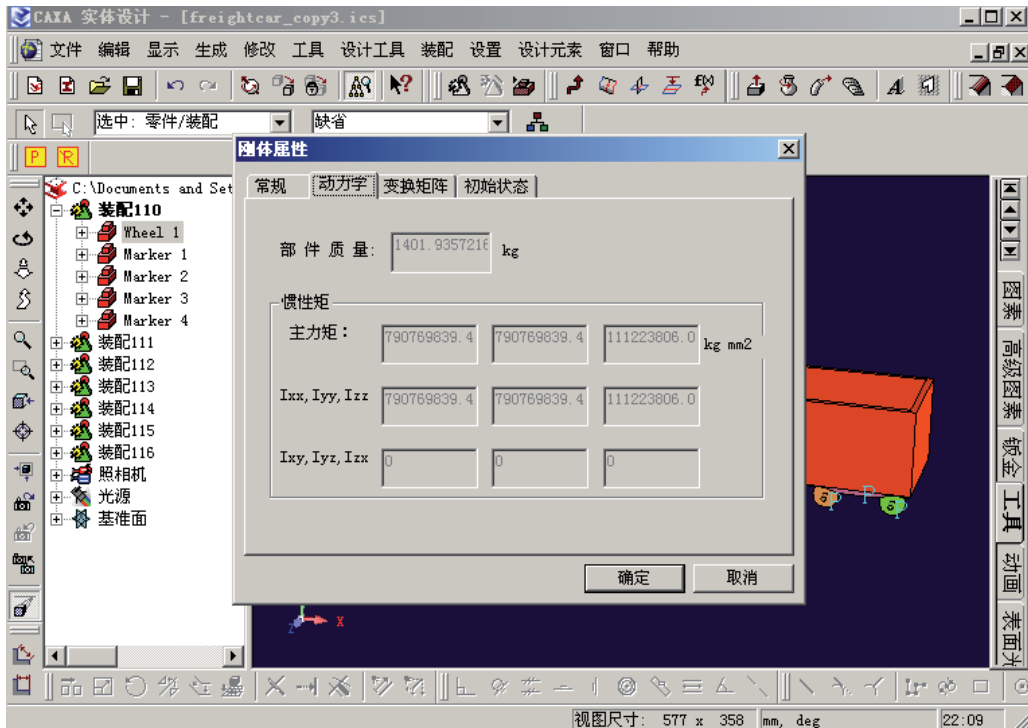 CAXA 实体设计 - [freightcar_copy3.ics]
文件 编辑 显示 生成 修改 工具 设计工具 装配 设置 设计元素 窗口 帮助
选中: 零件/装配 缺省
P R
刚体属性
常规 动力学 变换矩阵 初始状态
部件质量: 1401.9357216 kg
惯性矩
主力矩： 790769839.4 790769839.4 111223806.0 kg mm2
Ixx,Iyy,Izz 790769839.4 790769839.4 111223806.0
Ixy,Iyz,Izx 0 0 0
确定 取消
C:\Documents and Set
装配110
Wheel 1
Marker 1
Marker 2
Marker 3
Marker 4
装配111
装配112
装配113
装配114
装配115
装配116
照相机
光源
基准面
图素
高级图素
钣金
工具
动画
表面光
P P
Z X
视图尺寸: 577 x 358 mm, deg 22:09